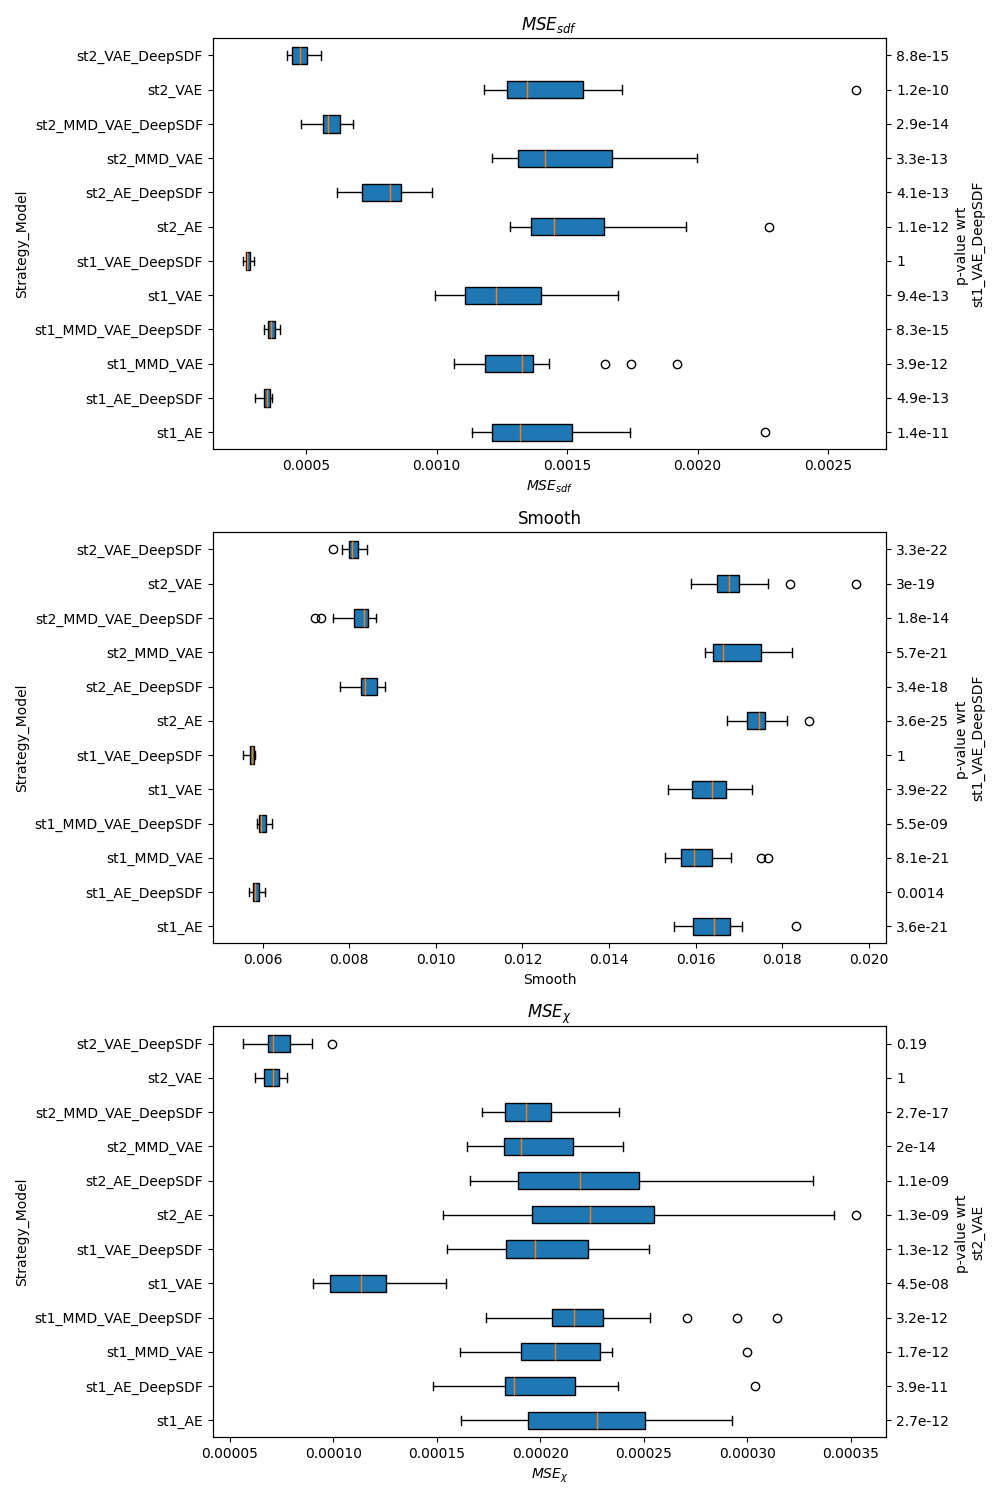 MSE_sdf
st2_VAE_DeepSDF 8.8e-15
st2_VAE 1.2e-10
st2_MMD_VAE_DeepSDF 2.9e-14
st2_MMD_VAE 3.3e-13
st2_AE_DeepSDF 4.1e-13
st2_AE 1.1e-12
st1_VAE_DeepSDF 1
st1_VAE 9.4e-13
st1_MMD_VAE_DeepSDF 8.3e-15
st1_MMD_VAE 3.9e-12
st1_AE_DeepSDF 4.9e-13
st1_AE 1.4e-11
Strategy_Model
p-value wrt
st1_VAE_DeepSDF
0.0005 0.0010 0.0015 0.0020 0.0025
MSE_sdf
Smooth
st2_VAE_DeepSDF 3.3e-22
st2_VAE 3e-19
st2_MMD_VAE_DeepSDF 1.8e-14
st2_MMD_VAE 5.7e-21
st2_AE_DeepSDF 3.4e-18
st2_AE 3.6e-25
st1_VAE_DeepSDF 1
st1_VAE 3.9e-22
st1_MMD_VAE_DeepSDF 5.5e-09
st1_MMD_VAE 8.1e-21
st1_AE_DeepSDF 0.0014
st1_AE 3.6e-21
Strategy_Model
p-value wrt
st1_VAE_DeepSDF
0.006 0.008 0.010 0.012 0.014 0.016 0.018 0.020
Smooth
MSE_χ
st2_VAE_DeepSDF 0.19
st2_VAE 1
st2_MMD_VAE_DeepSDF 2.7e-17
st2_MMD_VAE 2e-14
st2_AE_DeepSDF 1.1e-09
st2_AE 1.3e-09
st1_VAE_DeepSDF 1.3e-12
st1_VAE 4.5e-08
st1_MMD_VAE_DeepSDF 3.2e-12
st1_MMD_VAE 1.7e-12
st1_AE_DeepSDF 3.9e-11
st1_AE 2.7e-12
Strategy_Model
p-value wrt
st2_VAE
0.00005 0.00010 0.00015 0.00020 0.00025 0.00030 0.00035
MSE_χ